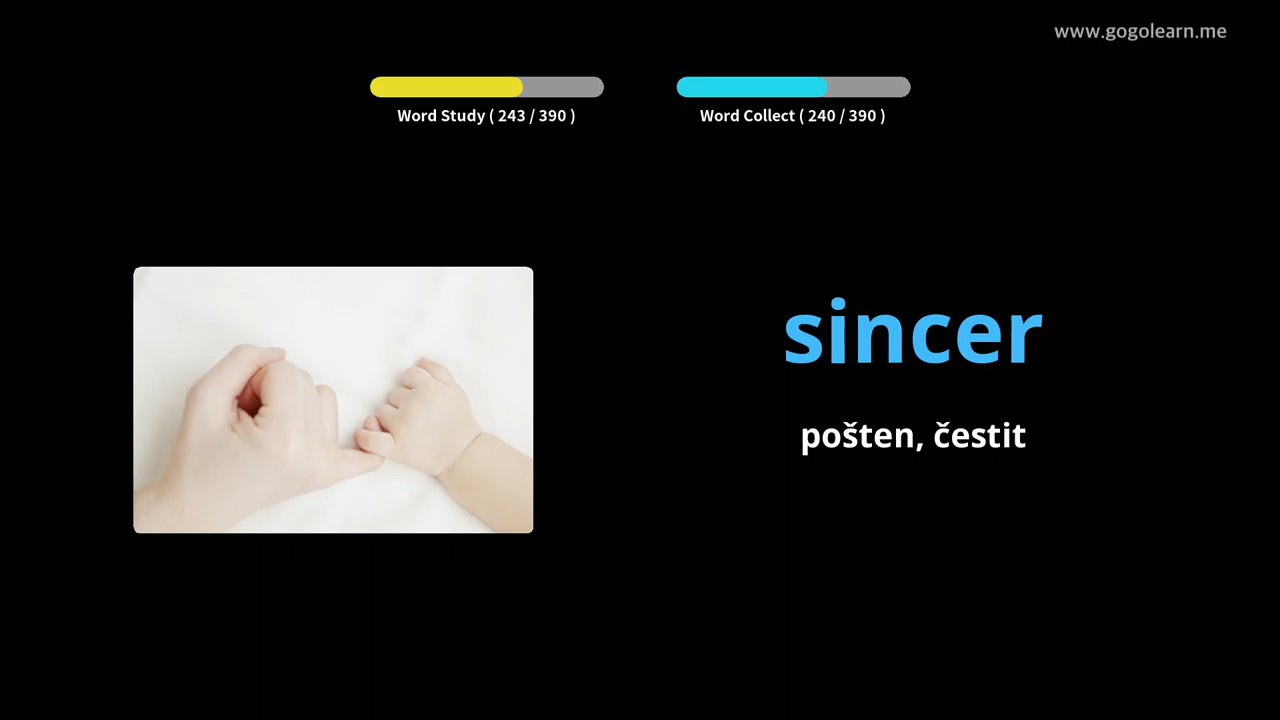 www.gogolearn.me
Word Study ( 243 / 390 )
Word Collect ( 240 / 390 )
sincer
pošten, čestit